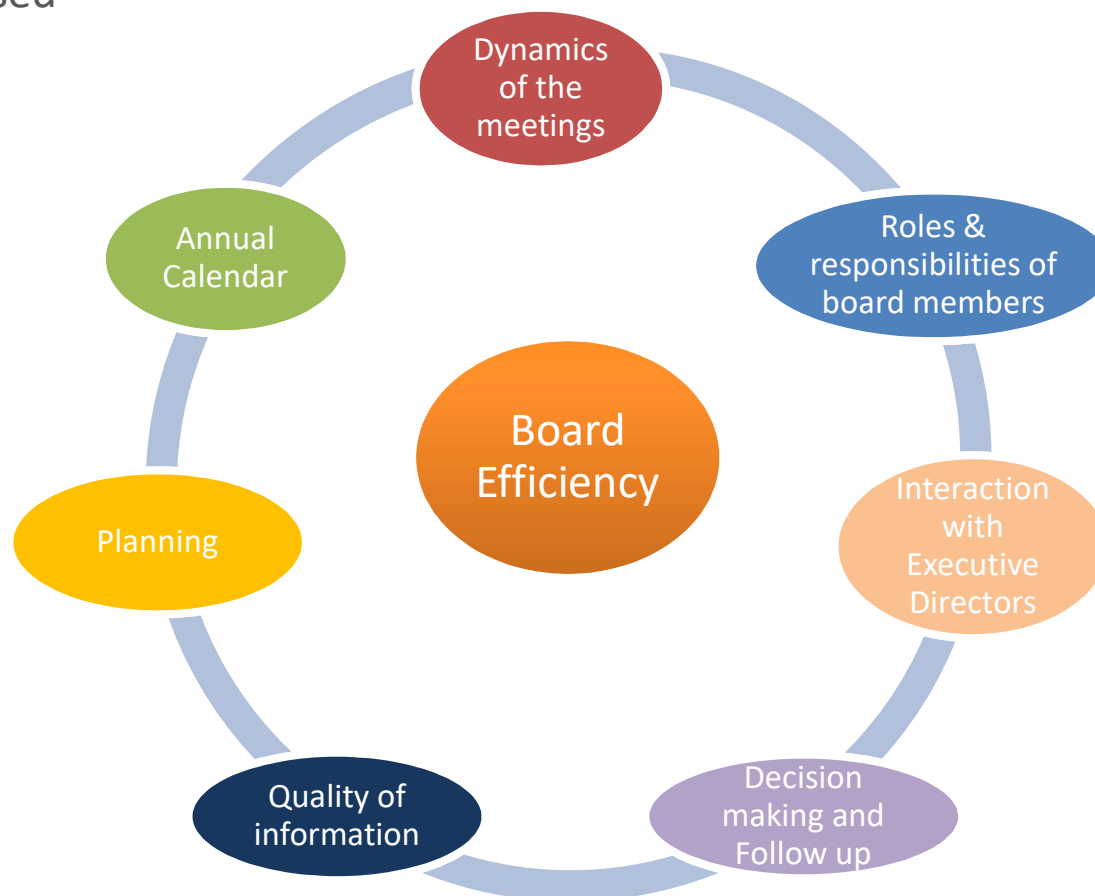 Dynamics
of the
meetings
Roles &
responsibilities of
board members
Interaction
with
Executive
Directors
Decision
making and
Follow up
Quality of
information
Planning
Annual
Calendar
Board
Efficiency